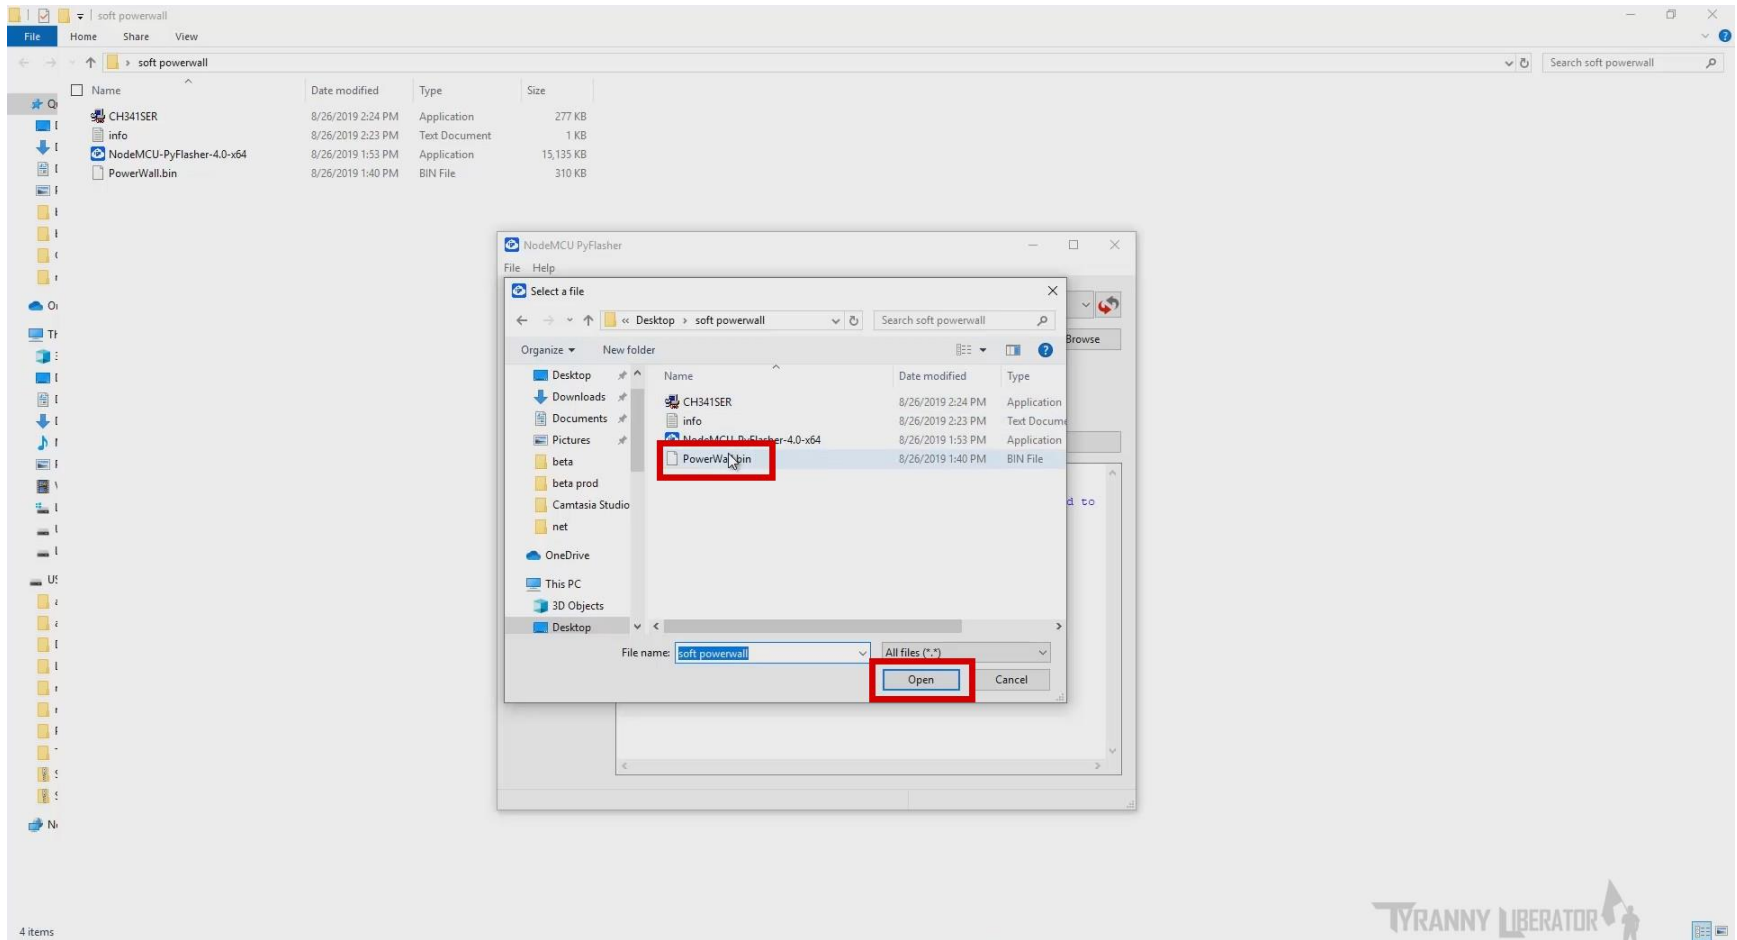 soft powerwall
File Home Share View
soft powerwall
Search soft powerwall
Name Date modified Type Size
CH341SER 8/26/2019 2:24 PM Application 277 KB
info 8/26/2019 2:23 PM Text Document 1 KB
NodeMCU-PyFlasher-4.0-x64 8/26/2019 1:53 PM Application 15,135 KB
PowerWall.bin 8/26/2019 1:40 PM BIN File 310 KB
NodeMCU PyFlasher
File Help
Select a file
« Desktop › soft powerwall
Search soft powerwall
Browse
Organize New folder
Name Date modified Type
Desktop
Downloads
Documents
Pictures
beta
beta prod
Camtasia Studio
net
OneDrive
This PC
3D Objects
Desktop
CH341SER 8/26/2019 2:24 PM Application
info 8/26/2019 2:23 PM Text Docume
NodeMCU-PyFlasher-4.0-x64 8/26/2019 1:53 PM Application
8/26/2019 1:40 PM BIN File
d to
File name: soft powerwall All files (*.*)
Open Cancel
4 items
TYRANNY LIBERATOR